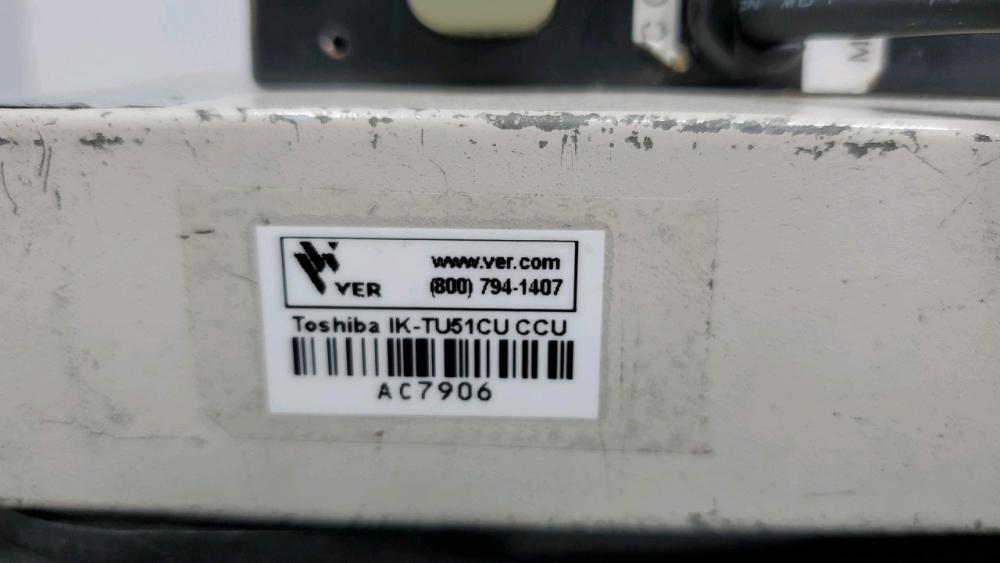 www.ver.com
VER
(800) 794-1407
Toshiba IK-TU51CU CCU
AC7906